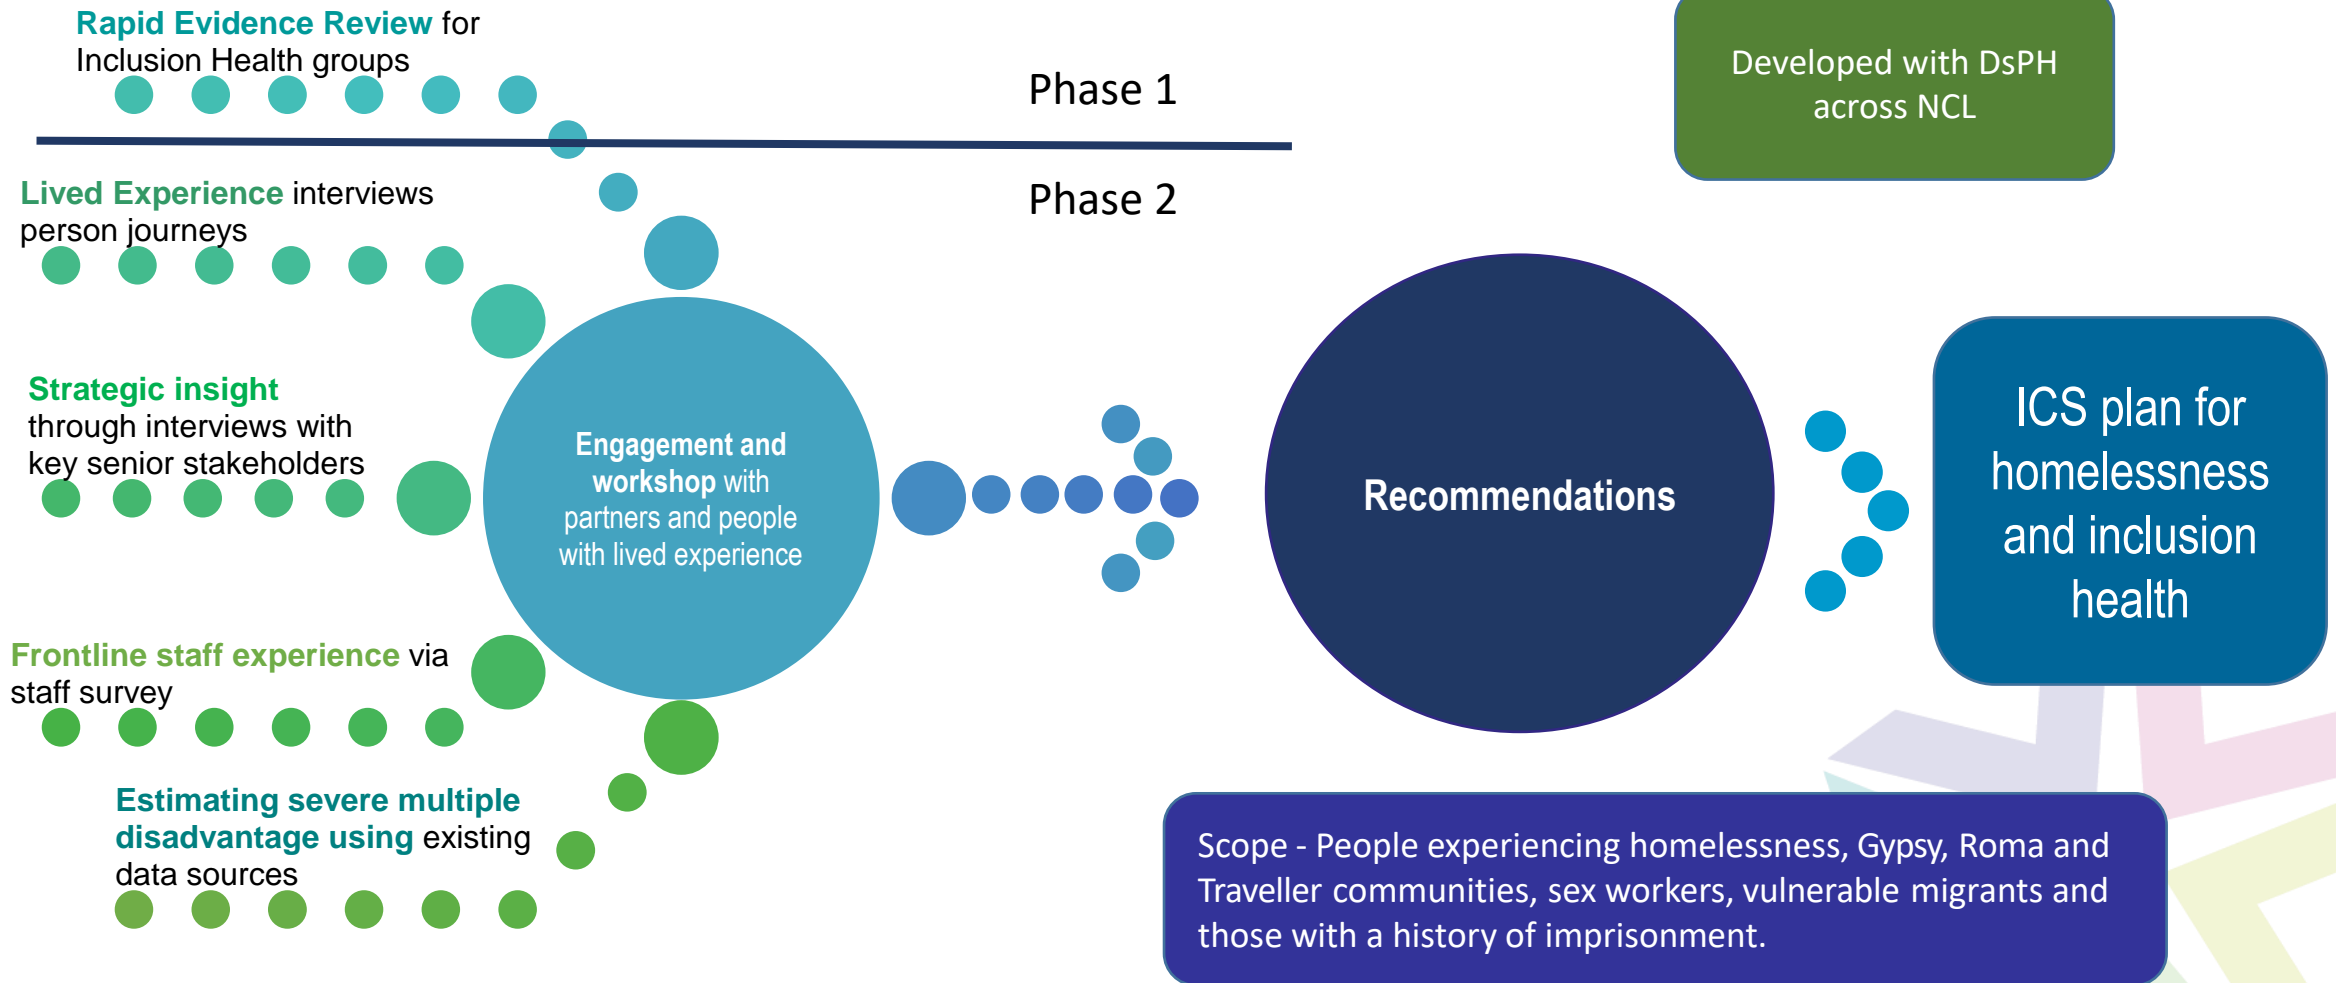 Rapid Evidence Review for
Inclusion Health groups
Phase 1
Developed with DsPH
across NCL
Phase 2
Lived Experience interviews
person journeys
Strategic insight
through interviews with
key senior stakeholders
Frontline staff experience via
staff survey
Estimating severe multiple
disadvantage using existing
data sources
Engagement and
workshop with
partners and people
with lived experience
Recommendations
ICS plan for
homelessness
and inclusion
health
Scope - People experiencing homelessness, Gypsy, Roma and
Traveller communities, sex workers, vulnerable migrants and
those with a history of imprisonment.